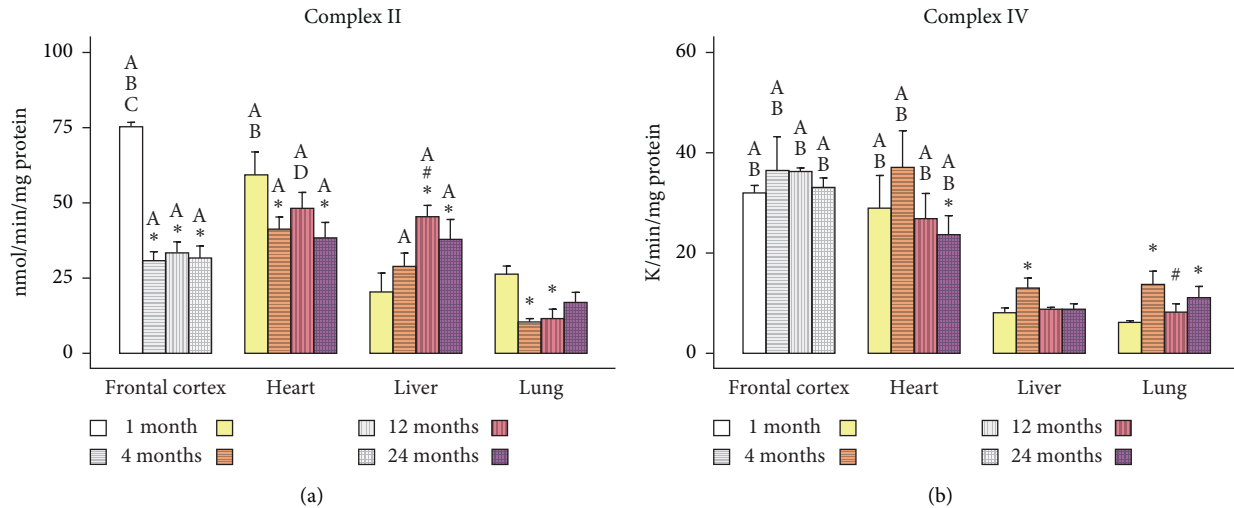 Complex II
nmol/min/mg protein
100
75
50
25
0
A
B
C
A
*
A
*
A
*
A
B
A
*
A
D
A
*
A
A
#
*
A
*
*
*
Frontal cortex Heart Liver Lung
1 month 12 months
4 months 24 months
(a)
Complex IV
K/min/mg protein
60
40
20
0
A
B
A
B
A
B
A
B
A
B
A
B
A
B
A
B
*
*
*
#
*
Frontal cortex Heart Liver Lung
1 month 12 months
4 months 24 months
(b)